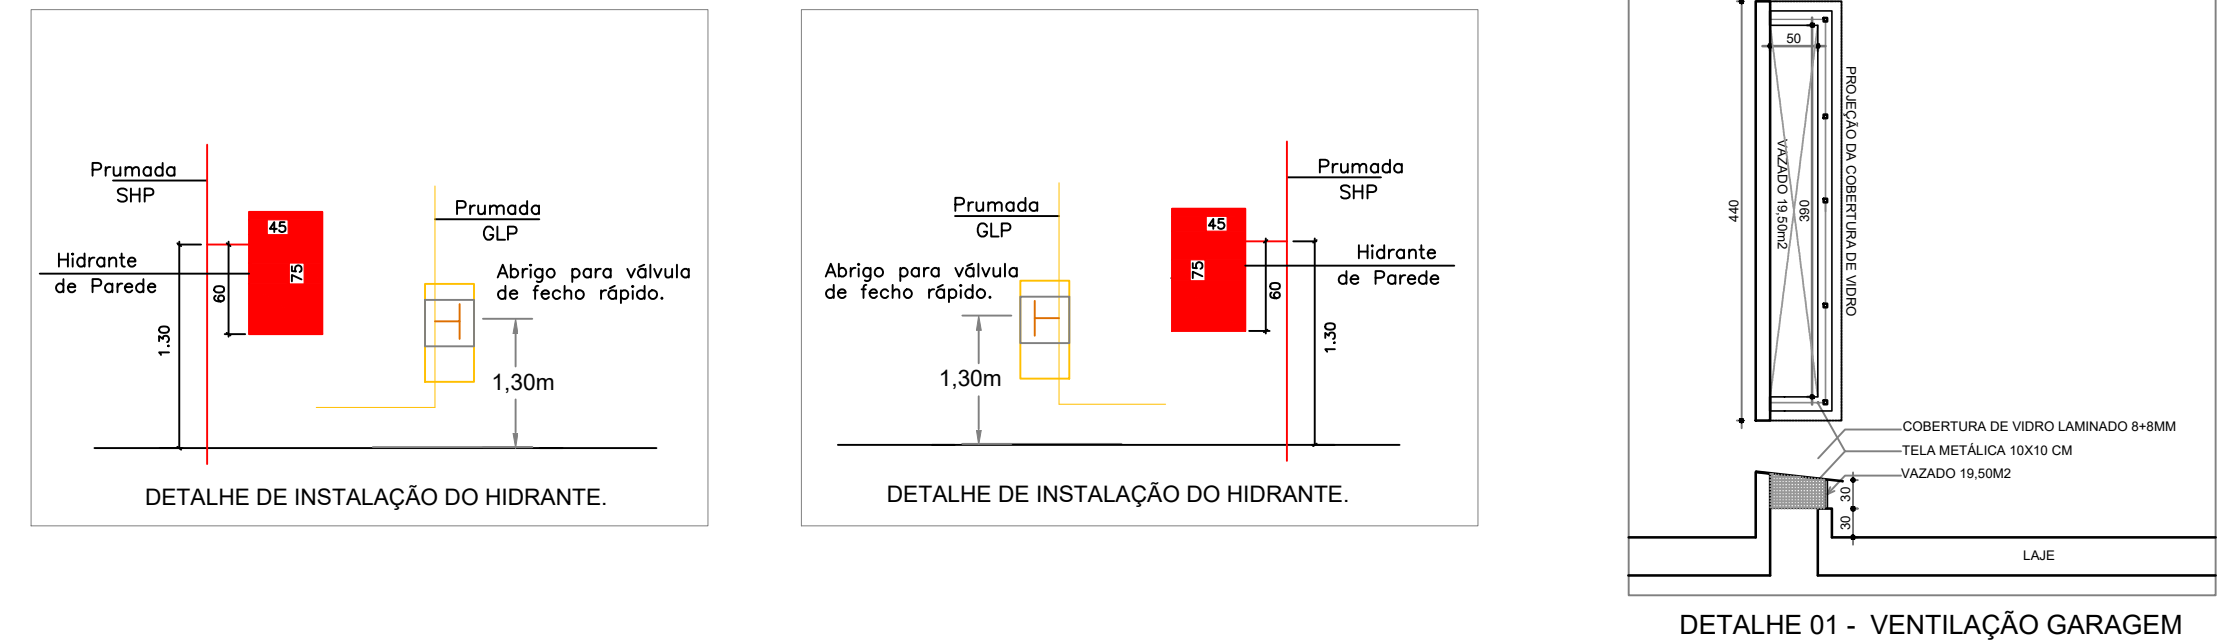 Prumada
SHP
45
Prumada
GLP
Hidrante
de Parede
75
60
Abrigo para válvula
de fecho rápido.
1.30
1,30m
DETALHE DE INSTALAÇÃO DO HIDRANTE.
Prumada
SHP
Prumada
GLP
45
Hidrante
de Parede
Abrigo para válvula
de fecho rápido.
75
60
1.30
1,30m
DETALHE DE INSTALAÇÃO DO HIDRANTE.
50
PROJEÇÃO DA COBERTURA DE VIDRO
VAZADO 19,50m2
390
440
COBERTURA DE VIDRO LAMINADO 8+8MM
TELA METÁLICA 10X10 CM
VAZADO 19,50M2
30
30
LAJE
DETALHE 01 - VENTILAÇÃO GARAGEM